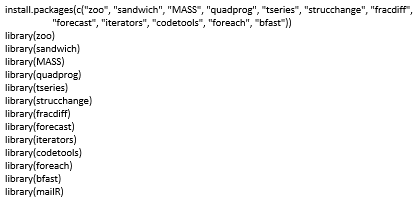 install.packages(c("zoo", "sandwich", "MASS", "quadprog", "tseries", "strucchange", "fracdiff",
"forecast", "iterators", "codetools", "foreach", "bfast"))
library(zoo)
library(sandwich)
library(MASS)
library(quadprog)
library(tseries)
library(strucchange)
library(fracdiff)
library(forecast)
library(iterators)
library(codetools)
library(foreach)
library(bfast)
library(mailR)